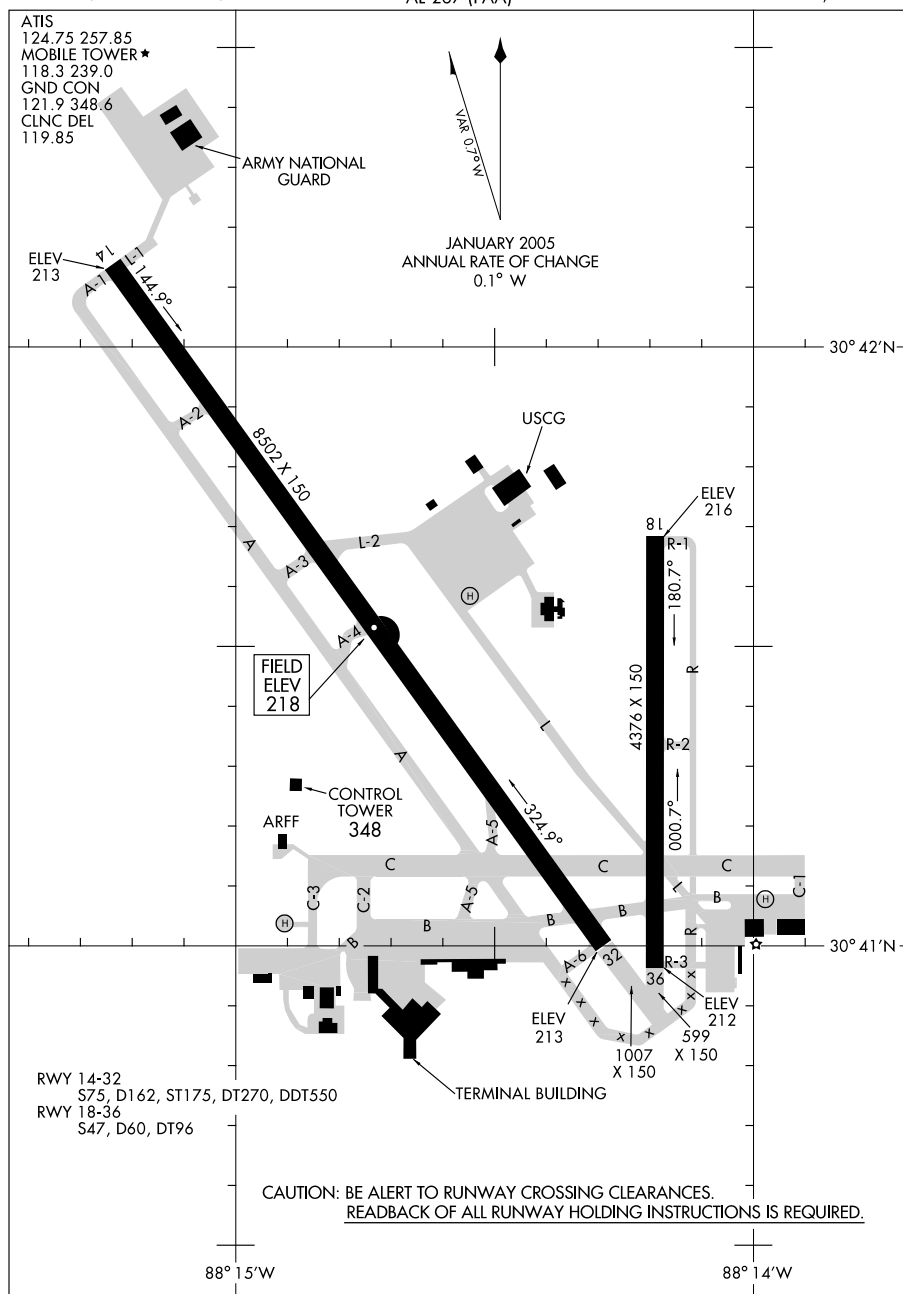 AL-267 (FAA)
ATIS
124.75 257.85
MOBILE TOWER★
118.3 239.0
GND CON
121.9 348.6
CLNC DEL
119.85
ARMY NATIONAL
GUARD
VAR 0.7°W
JANUARY 2005
ANNUAL RATE OF CHANGE
0.1° W
ELEV
213
14
L-1
A-1
144.9°
30° 42'N
A-2
8502 X 150
USCG
ELEV
216
18
R-1
A
L-2
A-3
180.7°
H
A-4
FIELD
ELEV
218
4376 X 150
R
L
R-2
A
CONTROL
TOWER
348
324.9°
000.7°
ARFF
A-5
C
C
C
C-3
C-2
A-5
L
B
C-1
H
H
B
B
B
B
R
30° 41'N
A-6
32
R-3
36
X
X
X
X
X
X
X
X
ELEV
213
ELEV
212
1007
X 150
599
X 150
TERMINAL BUILDING
RWY 14-32
S75, D162, ST175, DT270, DDT550
RWY 18-36
S47, D60, DT96
CAUTION: BE ALERT TO RUNWAY CROSSING CLEARANCES.
READBACK OF ALL RUNWAY HOLDING INSTRUCTIONS IS REQUIRED.
88° 15'W
88° 14'W